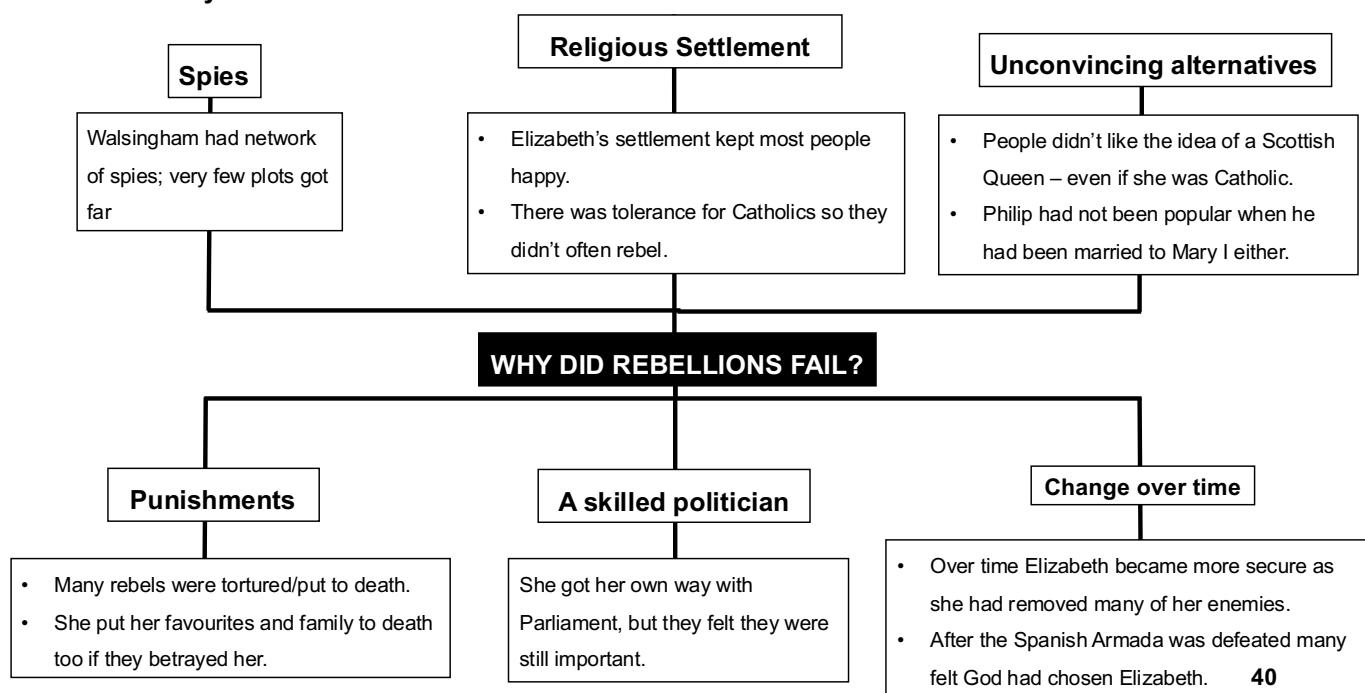 Spies
Walsingham had network
of spies; very few plots got
far
Religious Settlement
• Elizabeth’s settlement kept most people
happy.
• There was tolerance for Catholics so they
didn’t often rebel.
Unconvincing alternatives
• People didn’t like the idea of a Scottish
Queen – even if she was Catholic.
• Philip had not been popular when he
had been married to Mary I either.
WHY DID REBELLIONS FAIL?
Punishments
• Many rebels were tortured/put to death.
• She put her favourites and family to death
too if they betrayed her.
A skilled politician
She got her own way with
Parliament, but they felt they were
still important.
Change over time
• Over time Elizabeth became more secure as
she had removed many of her enemies.
• After the Spanish Armada was defeated many
felt God had chosen Elizabeth. 40